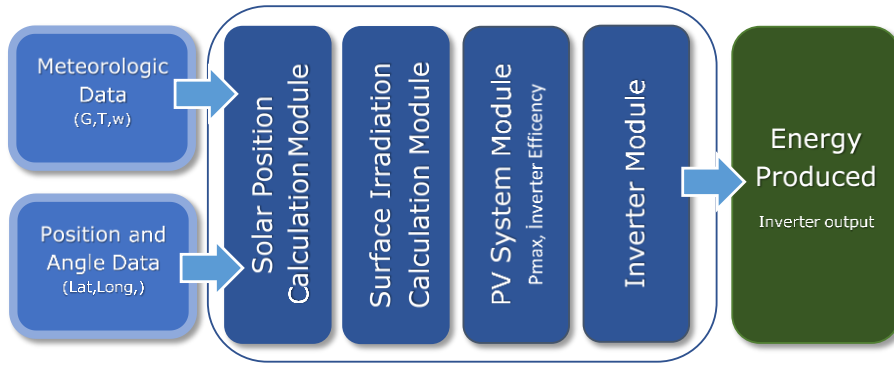 Meteorologic
Data
(G,T,w)
Position and
Angle Data
(Lat,Long,)
Solar Position
Calculation Module
Surface Irradiation
Calculation Module
PV System Module
Pmax, İnverter Efficency
Inverter Module
Energy
Produced
Inverter output